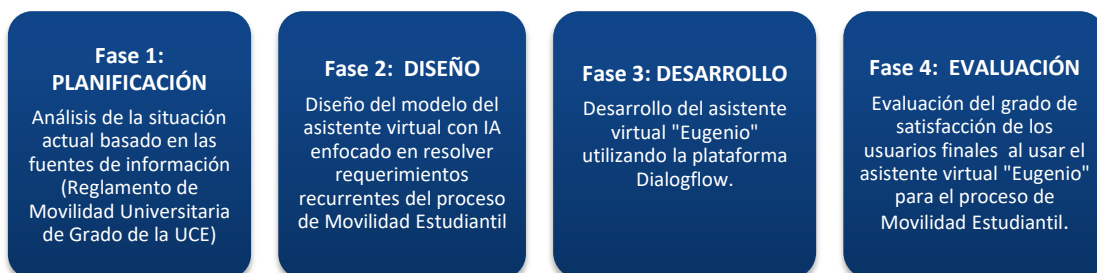 Fase 1:
PLANIFICACIÓN
Análisis de la situación
actual basado en las
fuentes de información
(Reglamento de
Movilidad Universitaria
de Grado de la UCE)
Fase 2: DISEÑO
Diseño del modelo del
asistente virtual con IA
enfocado en resolver
requerimientos
recurrentes del proceso
de Movilidad Estudiantil
Fase 3: DESARROLLO
Desarrollo del asistente
virtual "Eugenio"
utilizando la plataforma
Dialogflow.
Fase 4: EVALUACIÓN
Evaluación del grado de
satisfacción de los
usuarios finales al usar el
asistente virtual "Eugenio"
para el proceso de
Movilidad Estudiantil.